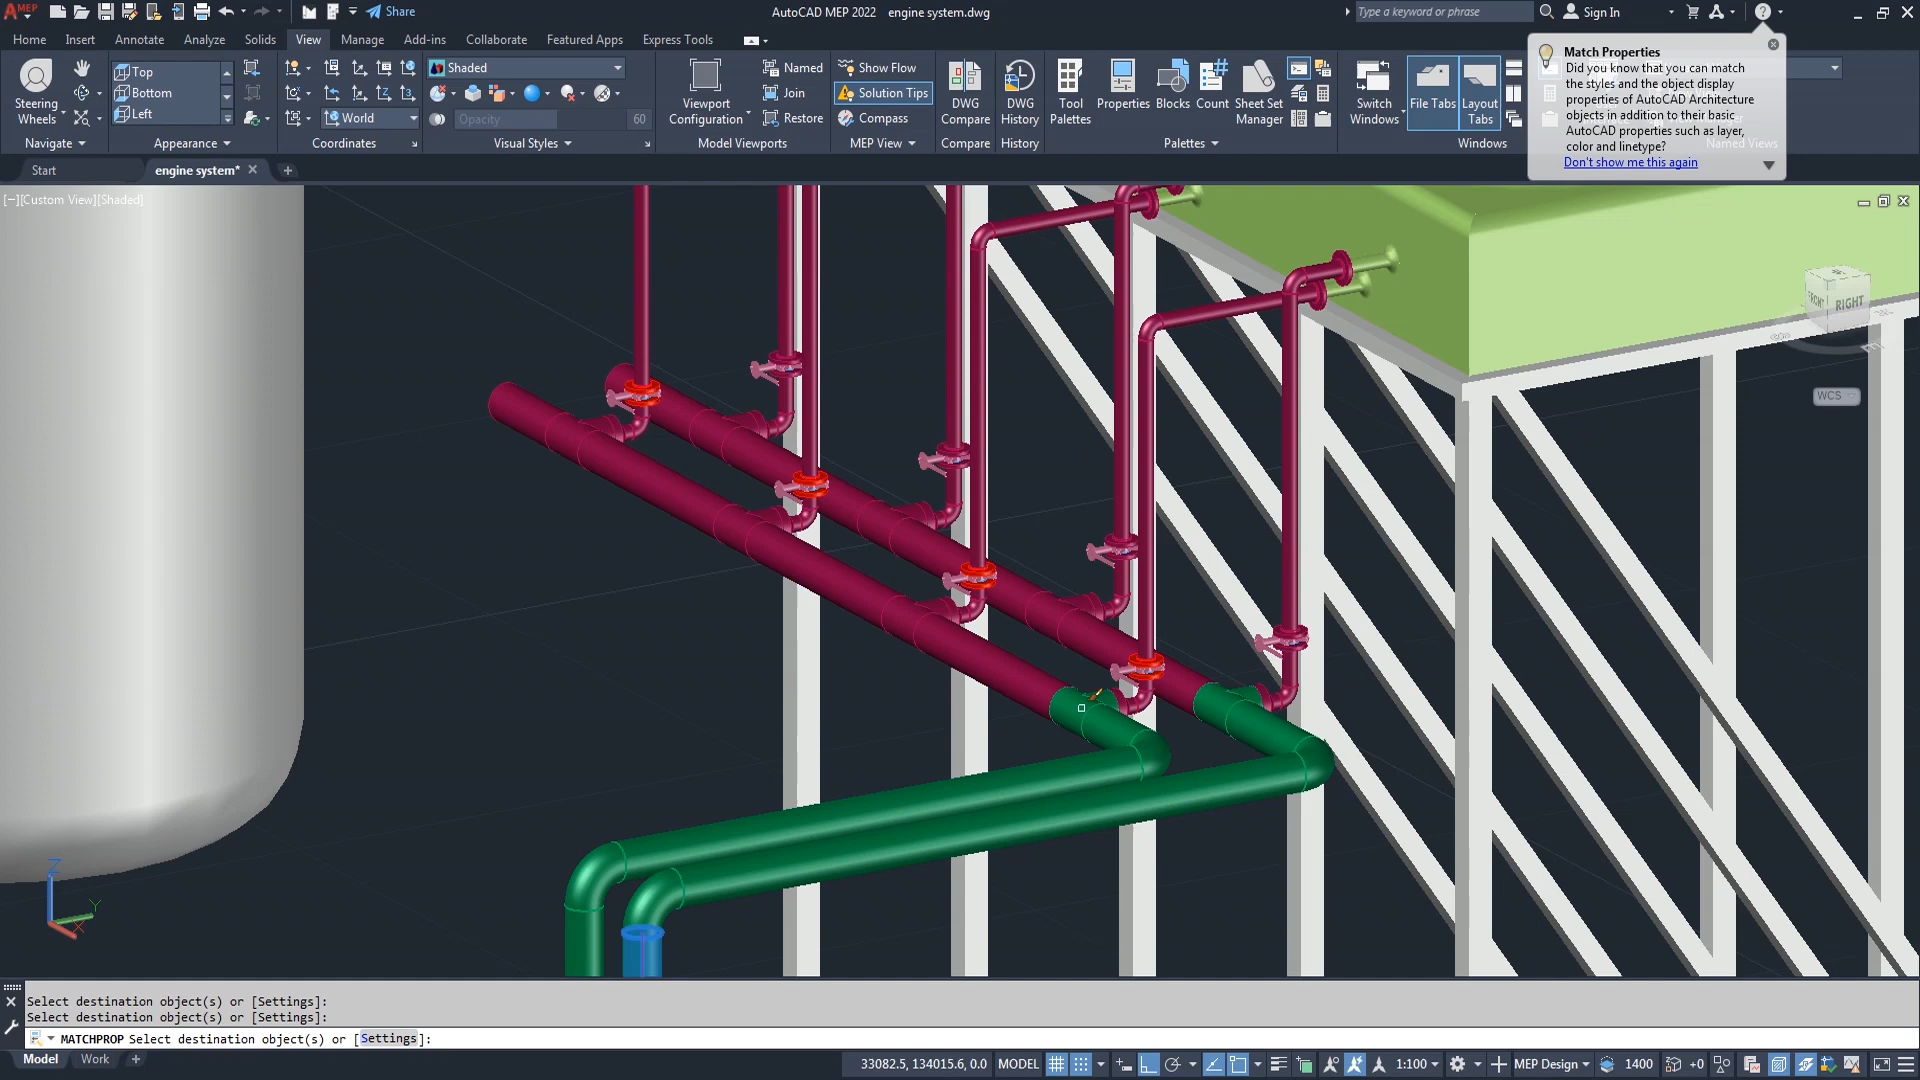 MEP
Share
AutoCAD MEP 2022 engine system.dwg
Type a keyword or phrase
Sign In
Home Insert Annotate Analyze Solids View Manage Add-ins Collaborate Featured Apps Express Tools
Steering Wheels
Top
Bottom
Left
World
Shaded
Opacity 60
Viewport Configuration
Named
Join
Restore
Show Flow
Solution Tips
Compass
DWG Compare
DWG History
Tool Palettes
Properties
Blocks
Count
Sheet Set Manager
Switch Windows
File Tabs
Layout Tabs
Navigate Appearance Coordinates Visual Styles Model Viewports MEP View Compare History Palettes Windows Named Views
Match Properties
Did you know that you can match
the styles and the object display
properties of AutoCAD Architecture
objects in addition to their basic
AutoCAD properties such as layer,
color and linetype?
Don't show me this again
Start engine system*
[−][Custom View][Shaded]
FRONT RIGHT
WCS
Z
Y
X
Select destination object(s) or [Settings]:
Select destination object(s) or [Settings]:
MATCHPROP Select destination object(s) or [Settings]:
Model Work
33082.5, 134015.6, 0.0 MODEL 1:100 MEP Design 1400 +0